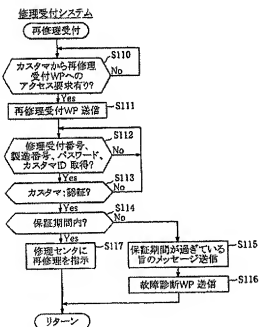 修理受付システム
再修理受付
S110
カスタマから再修理
受付WPへの
アクセス要求有り?
No
Yes
S111
再修理受付WP 送信
S112
修理受付番号、
製造番号、パスワード、
カスタマID 取得?
No
Yes
S113
カスタマ:認証?
No
Yes
S114
保証期間内?
No
Yes
S117
S115
修理センタに
再修理を指示
保証期間が過ぎている
旨のメッセージ送信
S116
故障診断WP 送信
リターン